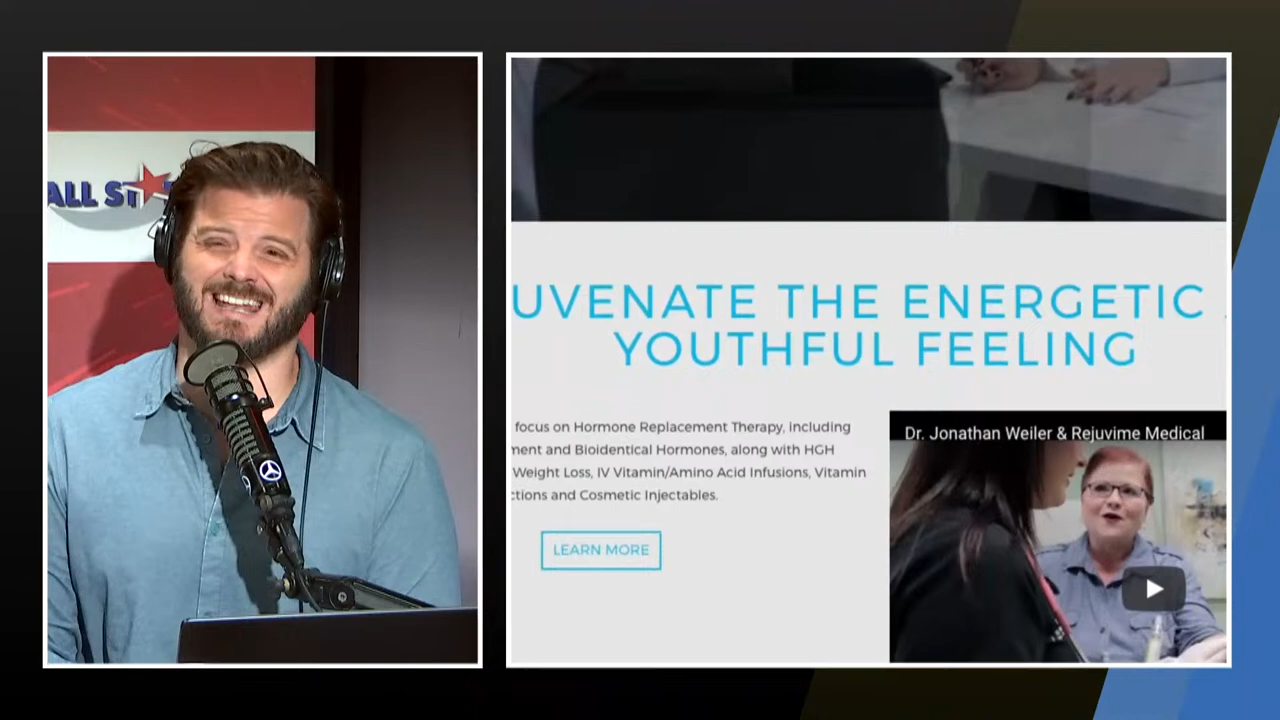 ALL ST
UVENATE THE ENERGETIC
YOUTHFUL FEELING
focus on Hormone Replacement Therapy, including
ment and Bioidentical Hormones, along with HGH
Weight Loss, IV Vitamin/Amino Acid Infusions, Vitamin
ctions and Cosmetic Injectables.
LEARN MORE
Dr. Jonathan Weiler & Rejuvime Medical